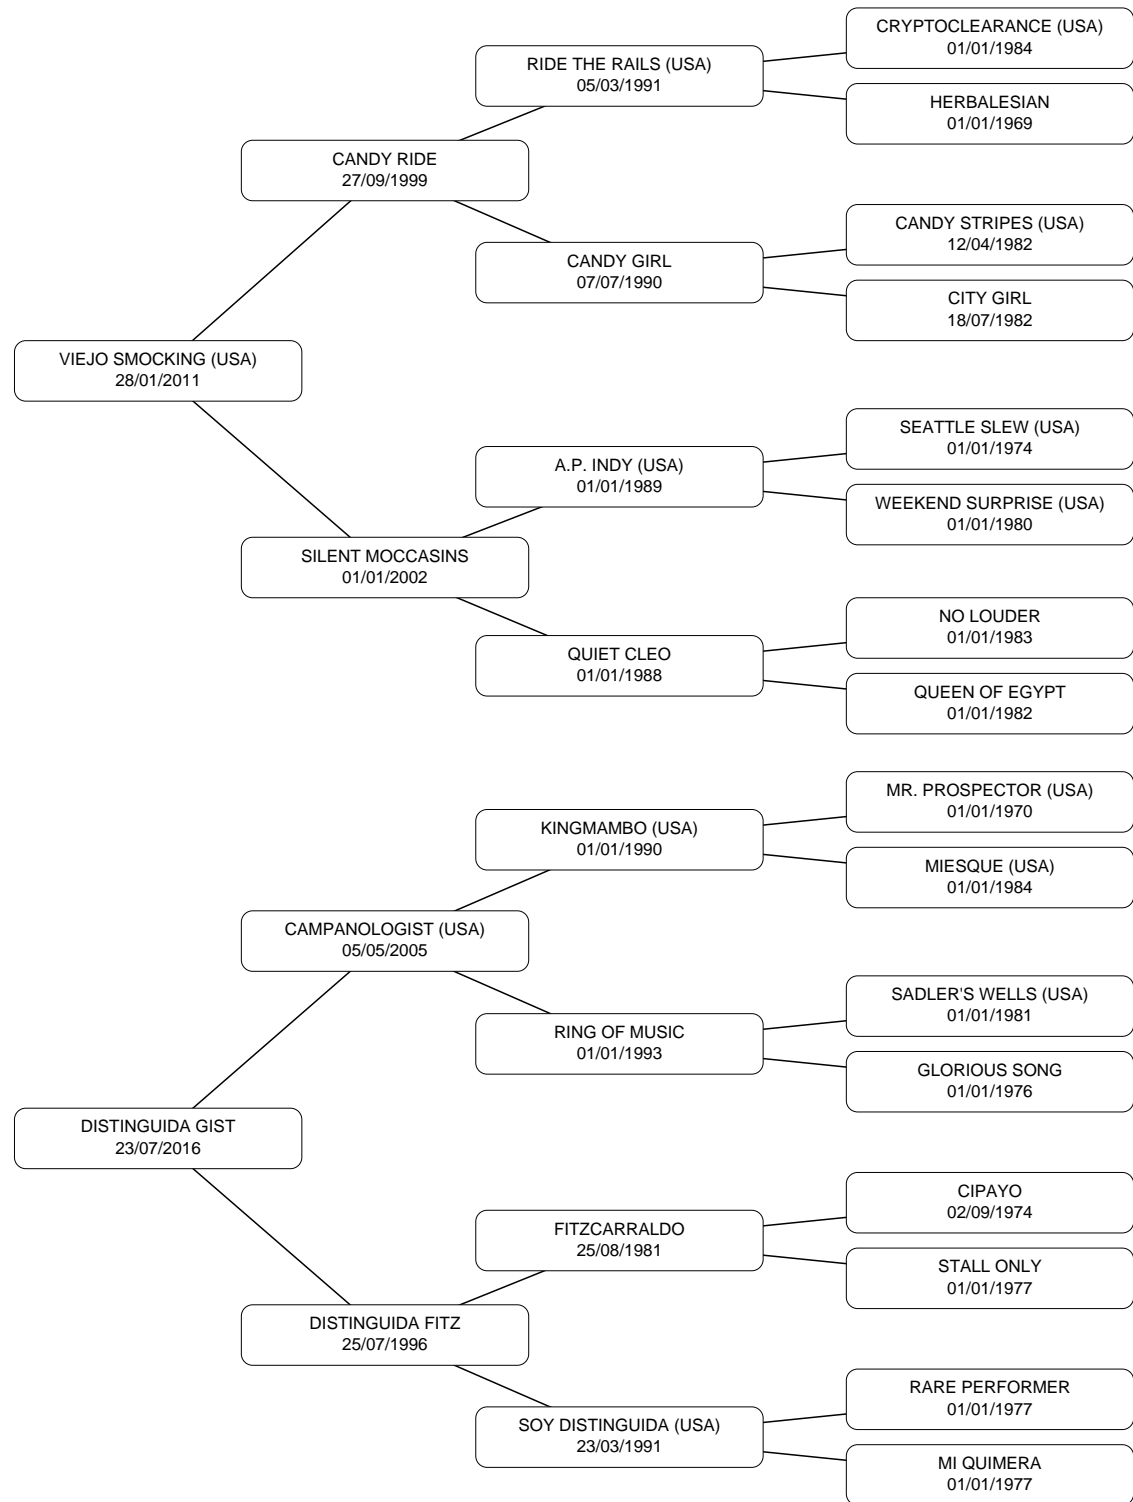 CRYPTOCLEARANCE (USA)
01/01/1984
RIDE THE RAILS (USA)
05/03/1991
HERBALESIAN
01/01/1969
CANDY RIDE
27/09/1999
CANDY STRIPES (USA)
12/04/1982
CANDY GIRL
07/07/1990
CITY GIRL
18/07/1982
VIEJO SMOCKING (USA)
28/01/2011
SEATTLE SLEW (USA)
01/01/1974
A.P. INDY (USA)
01/01/1989
WEEKEND SURPRISE (USA)
01/01/1980
SILENT MOCCASINS
01/01/2002
NO LOUDER
01/01/1983
QUIET CLEO
01/01/1988
QUEEN OF EGYPT
01/01/1982
MR. PROSPECTOR (USA)
01/01/1970
KINGMAMBO (USA)
01/01/1990
MIESQUE (USA)
01/01/1984
CAMPANOLOGIST (USA)
05/05/2005
SADLER'S WELLS (USA)
01/01/1981
RING OF MUSIC
01/01/1993
GLORIOUS SONG
01/01/1976
DISTINGUIDA GIST
23/07/2016
CIPAYO
02/09/1974
FITZCARRALDO
25/08/1981
STALL ONLY
01/01/1977
DISTINGUIDA FITZ
25/07/1996
RARE PERFORMER
01/01/1977
SOY DISTINGUIDA (USA)
23/03/1991
MI QUIMERA
01/01/1977